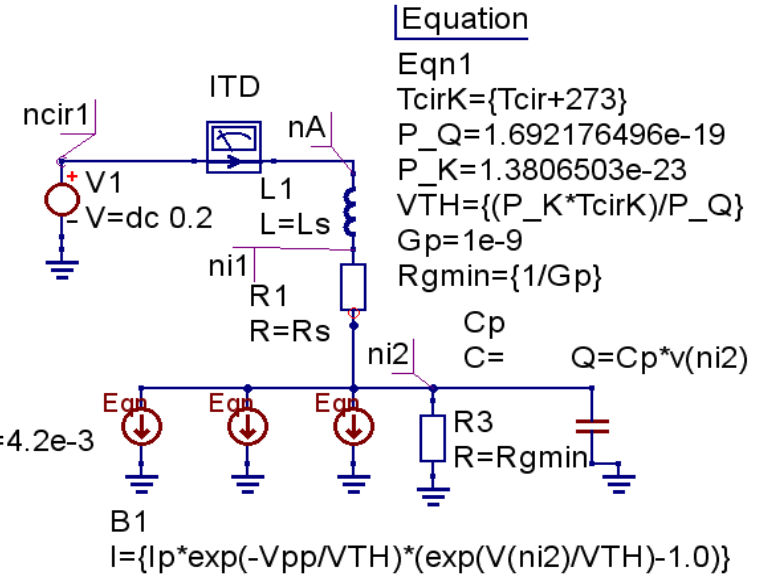 Equation
Eqn1
TcirK={Tcir+273}
P_Q=1.692176496e-19
P_K=1.3806503e-23
VTH={(P_K*TcirK)/P_Q}
Gp=1e-9
Rgmin={1/Gp}
ITD
ncir1
nA
+ V1
- V=dc 0.2
L1
L=Ls
ni1
R1
R=Rs
Cp
ni2
C= Q=Cp*v(ni2)
Eqn Eqn Eqn
=4.2e-3
R3
R=Rgmin
B1
I={Ip*exp(-Vpp/VTH)*(exp(V(ni2)/VTH)-1.0)}